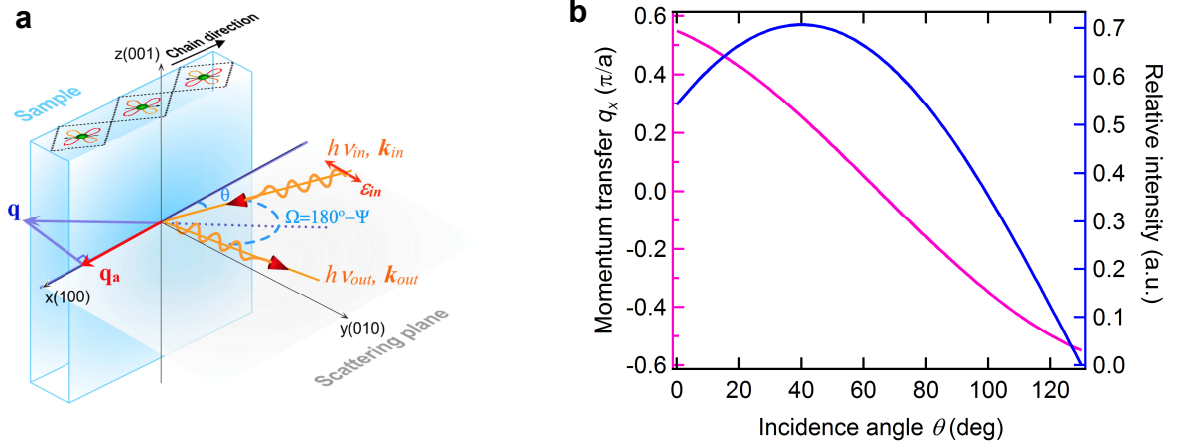 a
z(001)
Chain direction
Sample
hν_in, k_in
ε_in
θ
q
Ω=180°−Ψ
q_a
hν_out, k_out
x(100)
y(010)
Scattering plane
b
0.6
0.4
0.2
0.0
-0.2
-0.4
-0.6
Momentum transfer q_x (π/a)
0.7
0.6
0.5
0.4
0.3
0.2
0.1
0.0
Relative intensity (a.u.)
0
20
40
60
80
100
120
Incidence angle θ (deg)